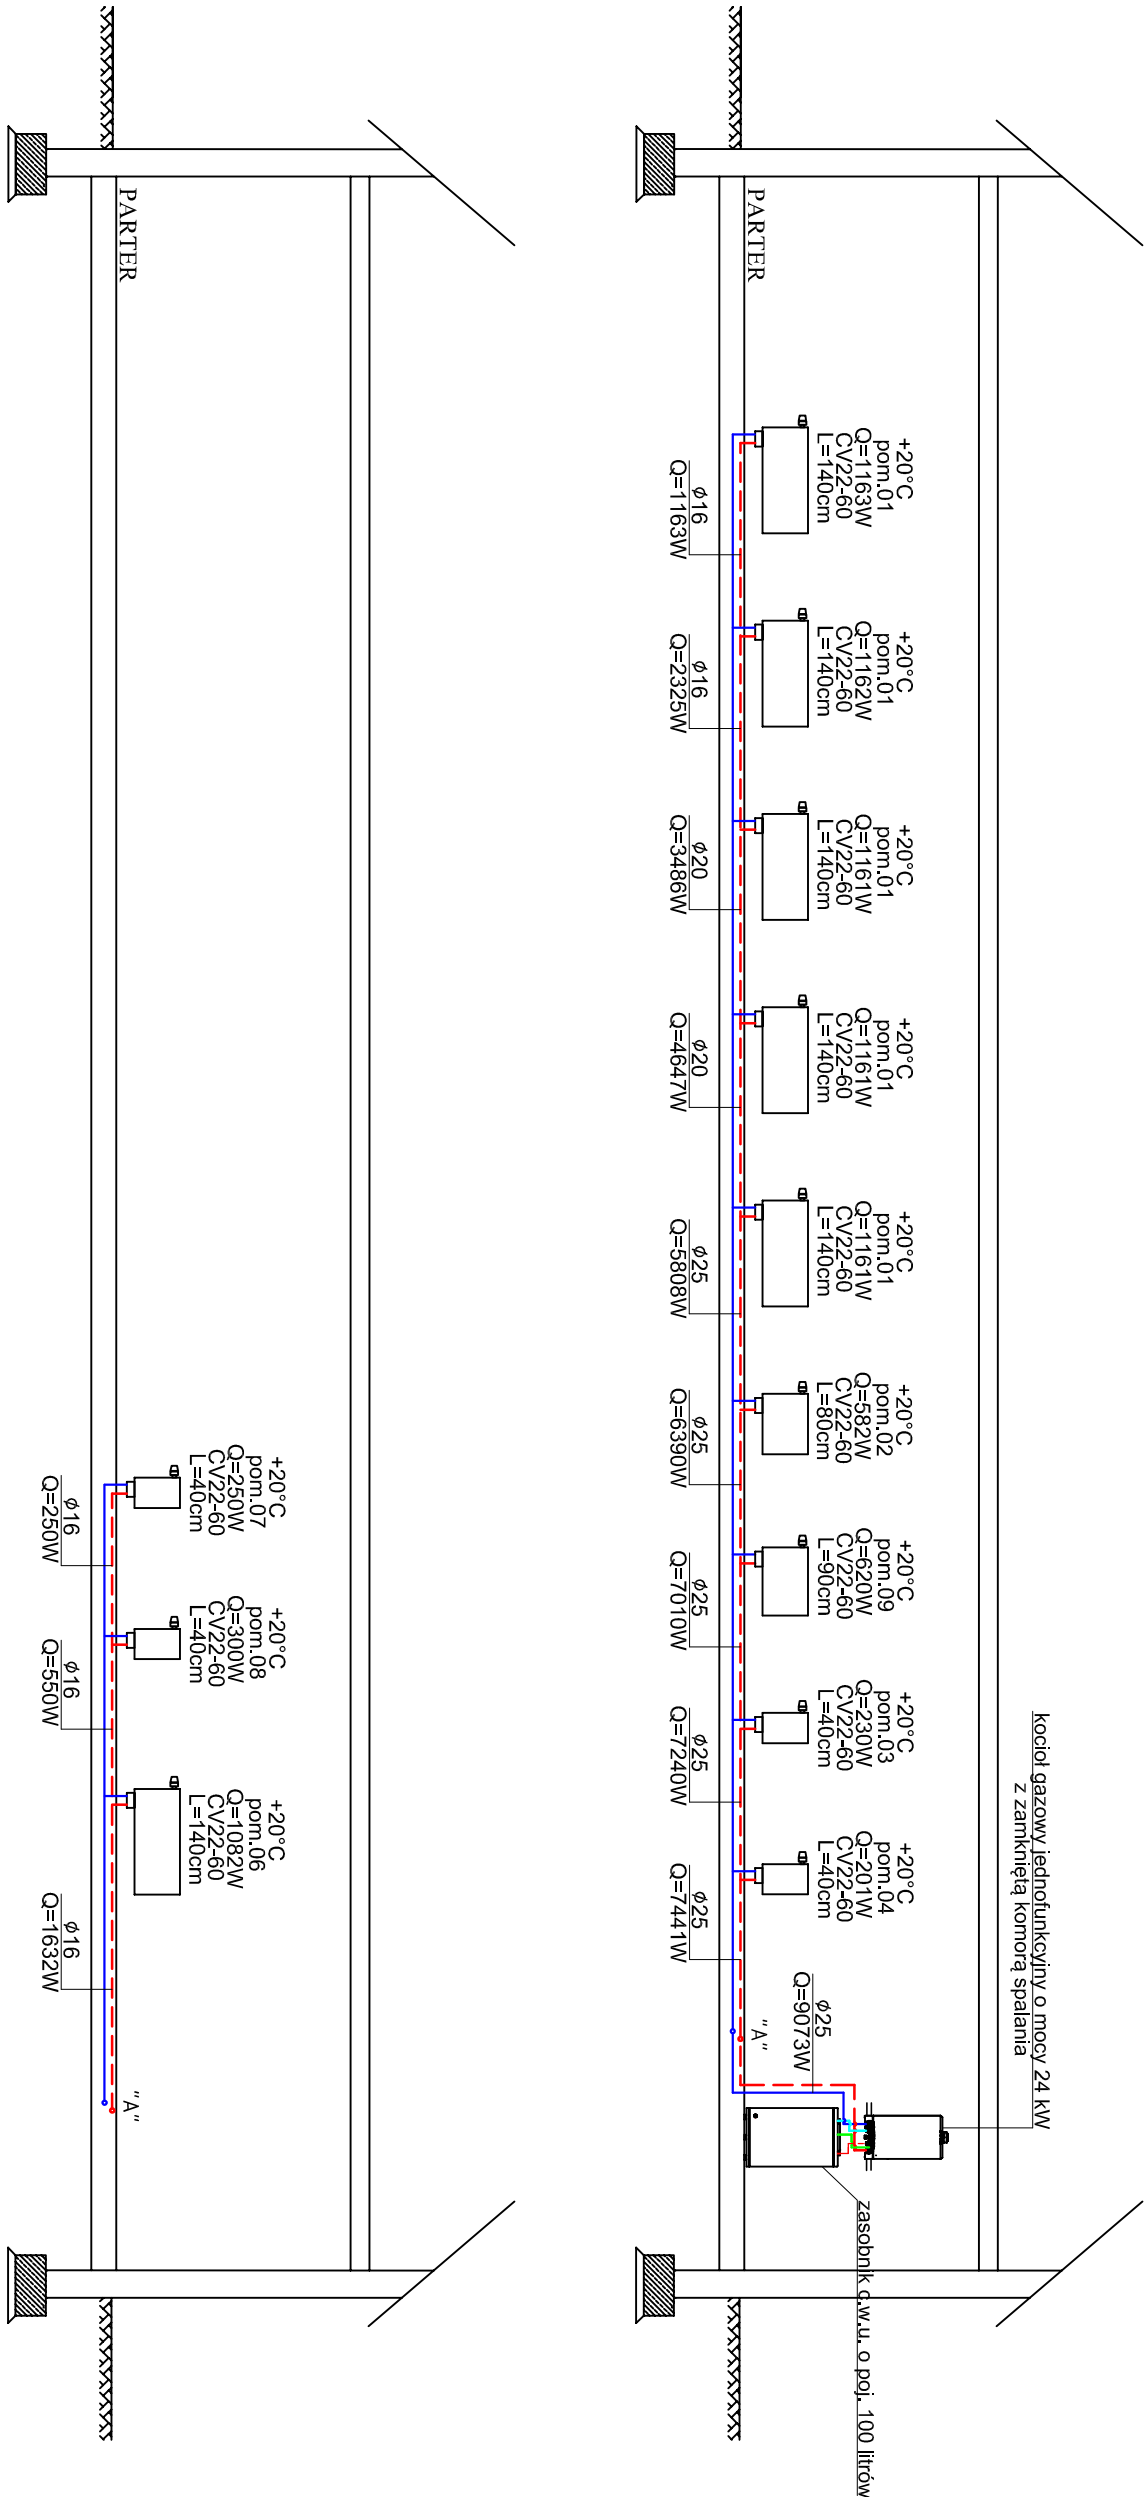 PARTER
+20°C
pom.01
Q=1163W
CV22-60
L=140cm
+20°C
pom.01
Q=1162W
CV22-60
L=140cm
+20°C
pom.01
Q=1161W
CV22-60
L=140cm
+20°C
pom.01
Q=1161W
CV22-60
L=140cm
+20°C
pom.01
Q=1161W
CV22-60
L=140cm
+20°C
pom.02
Q=582W
CV22-60
L=80cm
+20°C
pom.09
Q=620W
CV22-60
L=90cm
+20°C
pom.03
Q=230W
CV22-60
L=40cm
+20°C
pom.04
Q=201W
CV22-60
L=40cm
kocioł gazowy jednofunkcyjny o mocy 24 kW
z zamkniętą komorą spalania
zasobnik c.w.u. o poj. 100 litrów
ϕ25
Q=9073W
"A"
ϕ16
Q=1163W
ϕ16
Q=2325W
ϕ20
Q=3486W
ϕ20
Q=4647W
ϕ25
Q=5808W
ϕ25
Q=6390W
ϕ25
Q=7010W
ϕ25
Q=7240W
ϕ25
Q=7441W
PARTER
+20°C
pom.07
Q=250W
CV22-60
L=40cm
+20°C
pom.08
Q=300W
CV22-60
L=40cm
+20°C
pom.06
Q=1082W
CV22-60
L=140cm
"A"
ϕ16
Q=250W
ϕ16
Q=550W
ϕ16
Q=1632W